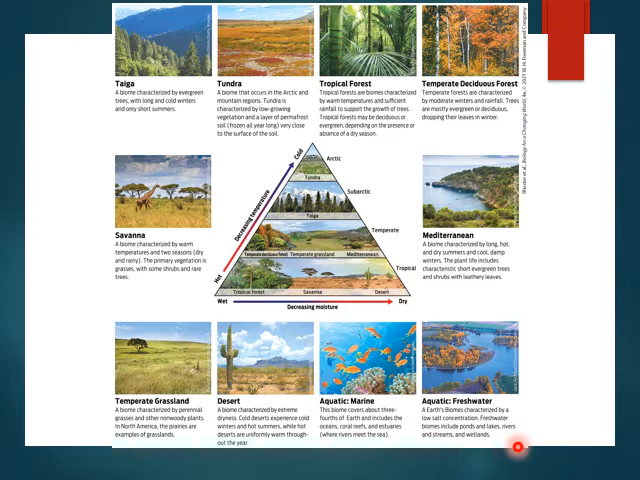 Taiga
A biome characterized by evergreen
trees, with long and cold winters
and only short summers.
Tundra
A biome that occurs in the Arctic and
mountain regions. Tundra is
characterized by low-growing
vegetation and a layer of permafrost
soil (frozen all year long) very close
to the surface of the soil.
Tropical Forest
Tropical forests are biomes characterized
by warm temperatures and sufficient
rainfall to support the growth of trees.
Tropical forests may be deciduous or
evergreen, depending on the presence or
absence of a dry season.
Temperate Deciduous Forest
Temperate forests are characterized
by moderate winters and rainfall. Trees
are mostly evergreen or deciduous,
dropping their leaves in winter.
Shuster et al., Biology for a Changing World, 4e, © 2021 W. H. Freeman and Company
Savanna
A biome characterized by warm
temperatures and two seasons (dry
and rainy). The primary vegetation is
grasses, with some shrubs and rare
trees.
Cold
Decreasing temperature
Hot
Arctic
Tundra
Subarctic
Taiga
Temperate
Temperate deciduous forest Temperate grassland Mediterranean
Tropical
Tropical forest Savanna Desert
Wet Dry
Decreasing moisture
Mediterranean
A biome characterized by long, hot,
and dry summers and cool, damp
winters. The plant life includes
characteristic short evergreen trees
and shrubs with leathery leaves.
Temperate Grassland
A biome characterized by perennial
grasses and other nonwoody plants.
In North America, the prairies are
examples of grasslands.
Desert
A biome characterized by extreme
dryness. Cold deserts experience cold
winters and hot summers, while hot
deserts are uniformly warm through-
out the year.
Aquatic: Marine
This biome covers about three-
fourths of Earth and includes the
oceans, coral reefs, and estuaries
(where rivers meet the sea).
Aquatic: Freshwater
A Earth's Biomes characterized by a
low salt concentration. Freshwater
biomes include ponds and lakes, rivers
and streams, and wetlands.